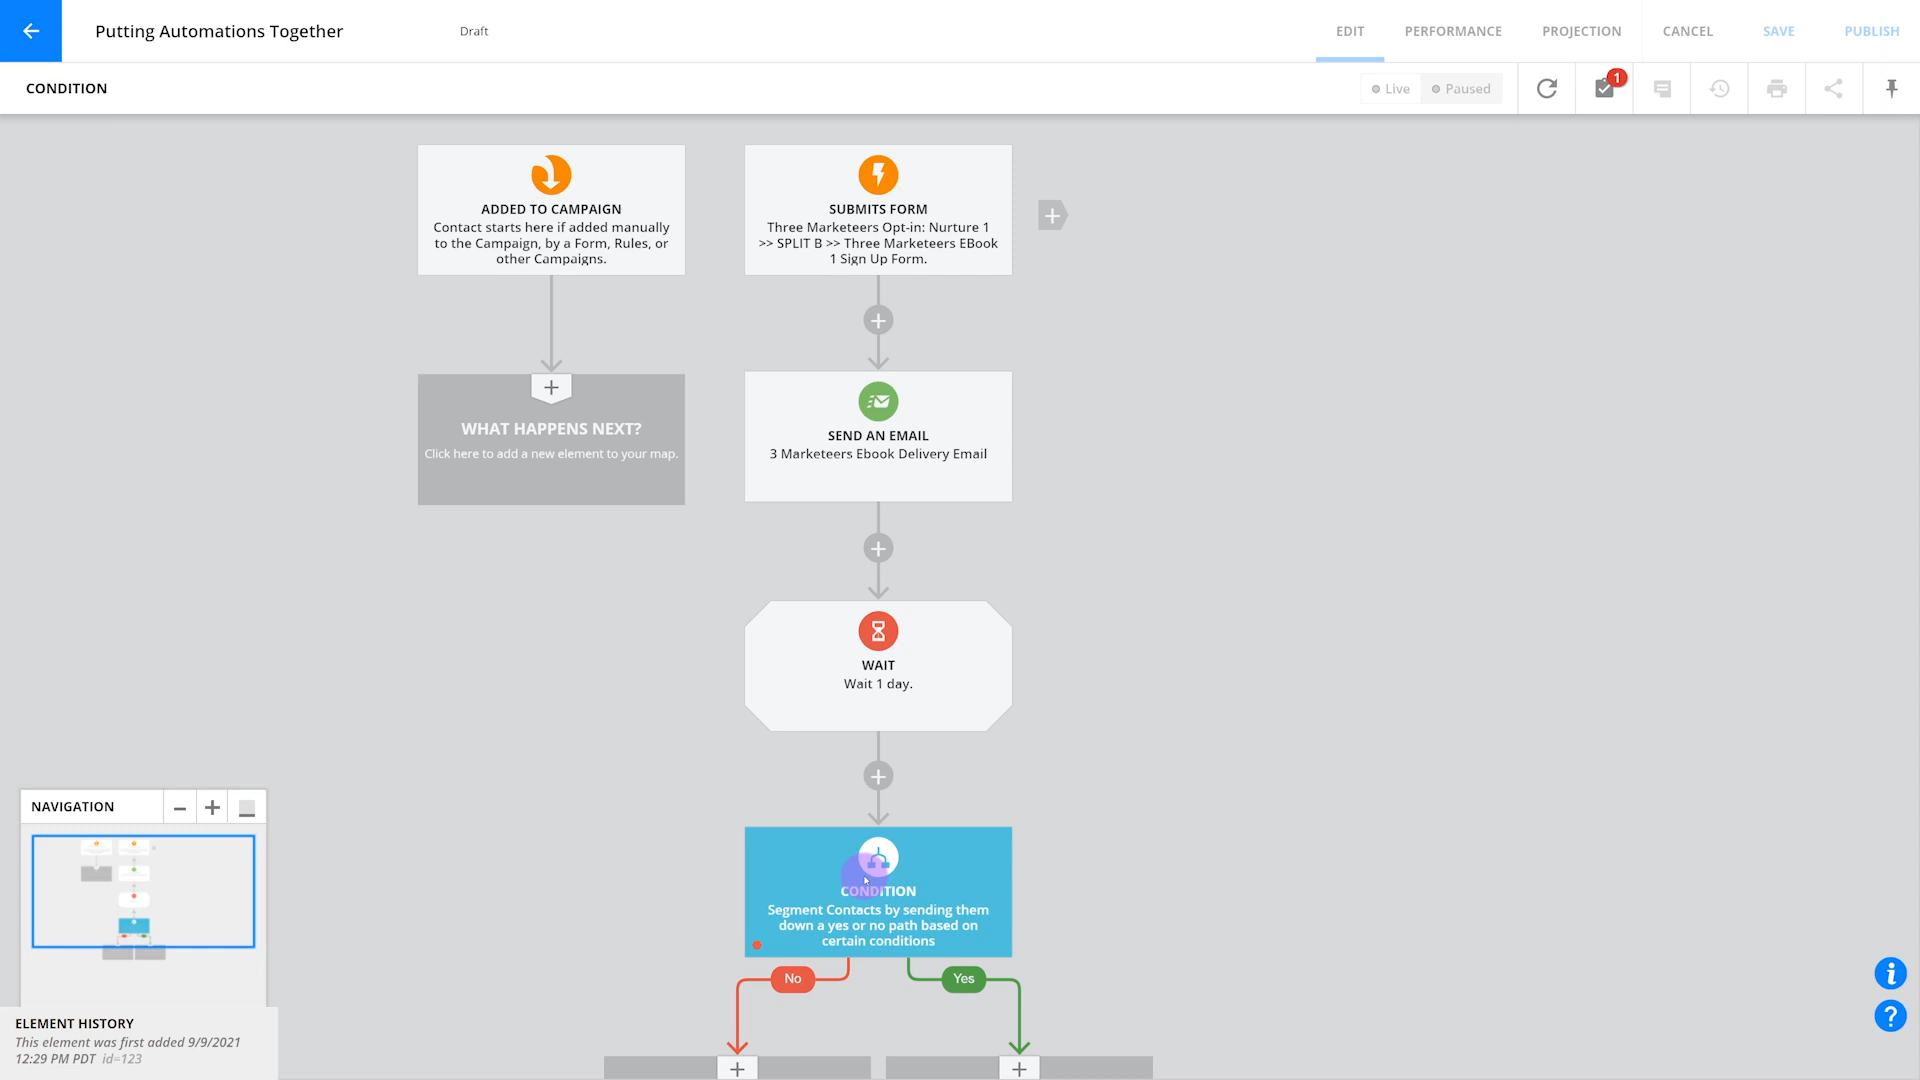 Putting Automations Together
Draft
EDIT
PERFORMANCE
PROJECTION
CANCEL
SAVE
PUBLISH
CONDITION
Live
Paused
1
ADDED TO CAMPAIGN
Contact starts here if added manually
to the Campaign, by a Form, Rules, or
other Campaigns.
SUBMITS FORM
Three Marketeers Opt-in: Nurture 1
>> SPLIT B >> Three Marketeers EBook
1 Sign Up Form.
WHAT HAPPENS NEXT?
Click here to add a new element to your map.
SEND AN EMAIL
3 Marketeers Ebook Delivery Email
WAIT
Wait 1 day.
CONDITION
Segment Contacts by sending them
down a yes or no path based on
certain conditions
No
Yes
NAVIGATION
ELEMENT HISTORY
This element was first added 9/9/2021
12:29 PM PDT id=123